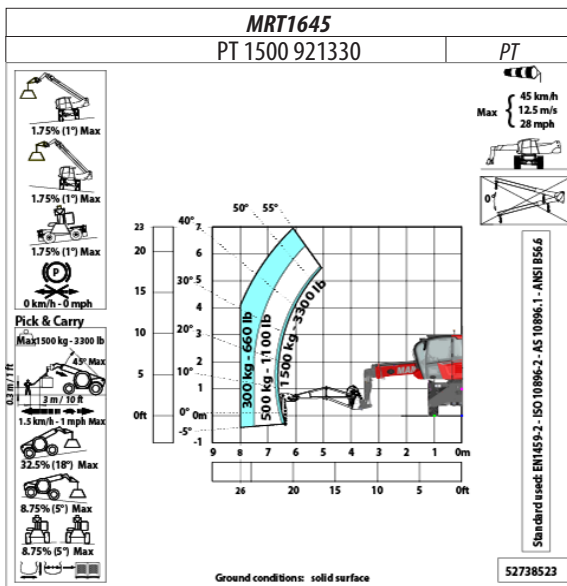 MRT1645
PT 1500 921330
PT
1.75% (1°) Max
1.75% (1°) Max
1.75% (1°) Max
P
0 km/h - 0 mph
Pick & Carry
Max 1500 kg - 3300 lb
45° Max
0.3 m / 1 ft
3 m / 10 ft
1.5 km/h - 1 mph Max
32.5% (18°) Max
8.75% (5°) Max
8.75% (5°) Max
Max
45 km/h
12.5 m/s
28 mph
0°
50° 55°
40°
30°
20°
10°
0°
-5°
23
20
15
10
5
0ft
7
6
5
4
3
2
1
0m
-1
300 kg - 660 lb
500 kg - 1100 lb
1500 kg - 3300 lb
9 8 7 6 5 4 3 2 1 0m
26 20 15 10 5 0ft
Standard used: EN1459-2 - ISO 10896-2 - AS 10896.1 - ANSI B56.6
Ground conditions: solid surface
52738523